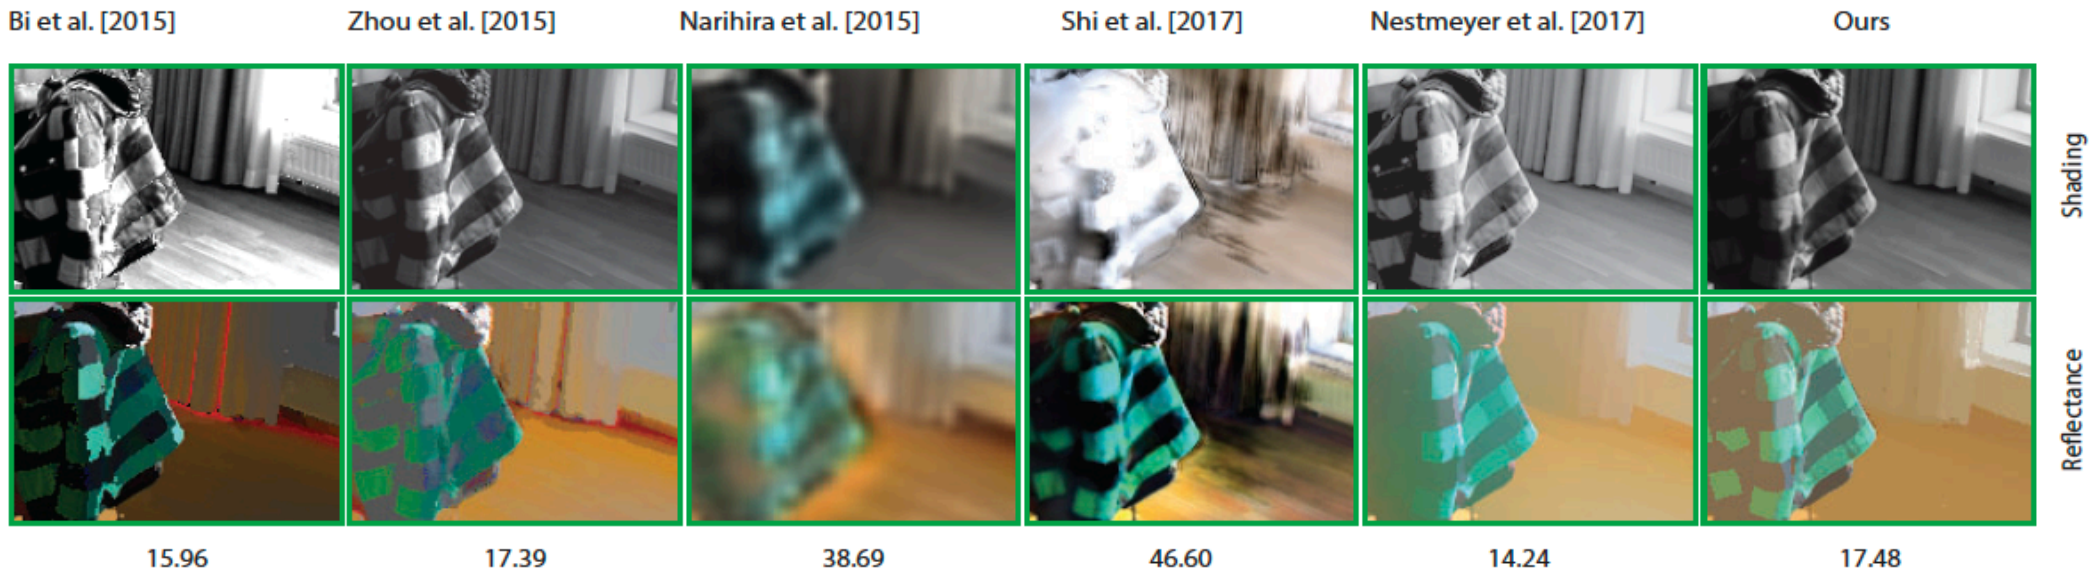 Bi et al. [2015] Zhou et al. [2015] Narihira et al. [2015] Shi et al. [2017] Nestmeyer et al. [2017] Ours
Shading
Reflectance
15.96 17.39 38.69 46.60 14.24 17.48